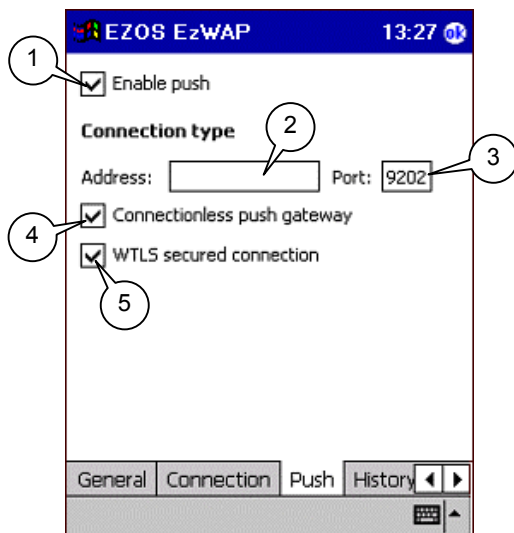 EZOS EzWAP 13:27 ok
1
Enable push
Connection type
2
Address: Port: 9202
3
4
Connectionless push gateway
WTLS secured connection
5
General Connection Push History